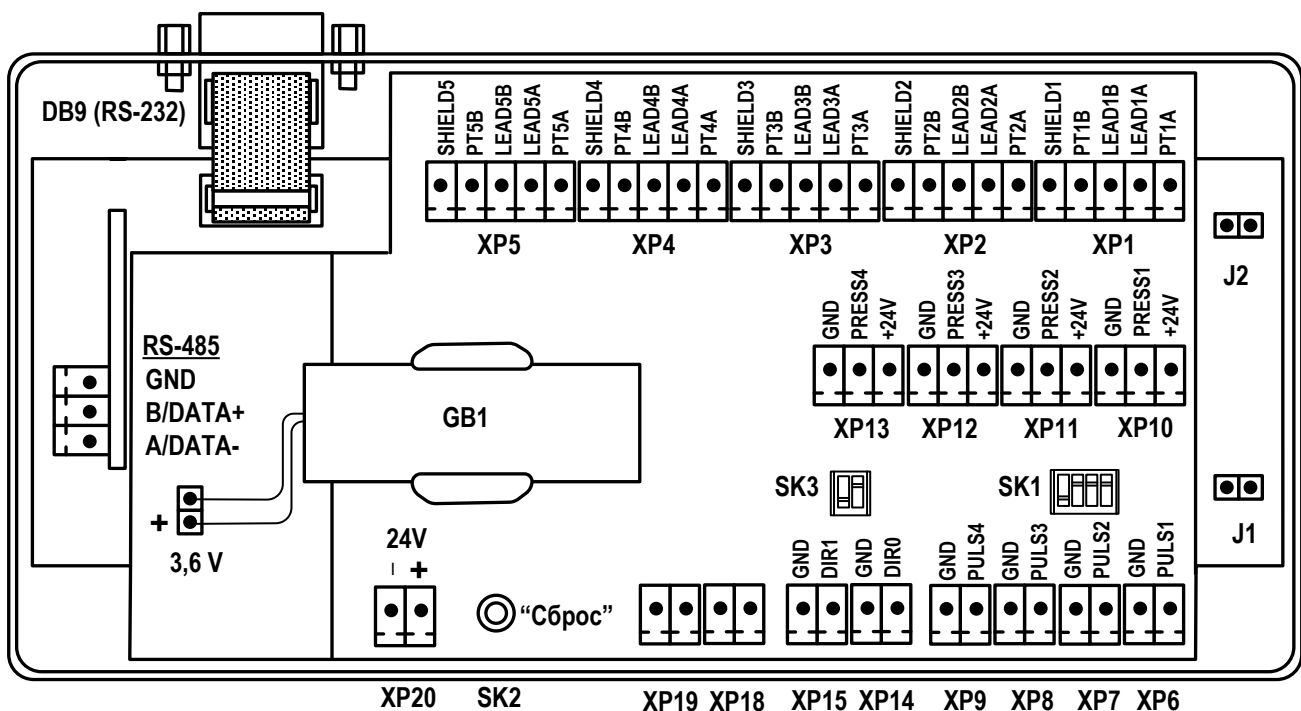 DB9 (RS-232)
SHIELD5
PT5B
LEAD5B
LEAD5A
PT5A
SHIELD4
PT4B
LEAD4B
LEAD4A
PT4A
SHIELD3
PT3B
LEAD3B
LEAD3A
PT3A
SHIELD2
PT2B
LEAD2B
LEAD2A
PT2A
SHIELD1
PT1B
LEAD1B
LEAD1A
PT1A
XP5 XP4 XP3 XP2 XP1
J2
GND
PRESS4
+24V
GND
PRESS3
+24V
GND
PRESS2
+24V
GND
PRESS1
+24V
XP13 XP12 XP11 XP10
RS-485
GND
B/DATA+
A/DATA-
GB1
+
3,6 V
SK3 SK1
J1
24V
– +
"Сброс"
GND
DIR1
GND
DIR0
GND
PULS4
GND
PULS3
GND
PULS2
GND
PULS1
XP20 SK2 XP19 XP18 XP15 XP14 XP9 XP8 XP7 XP6